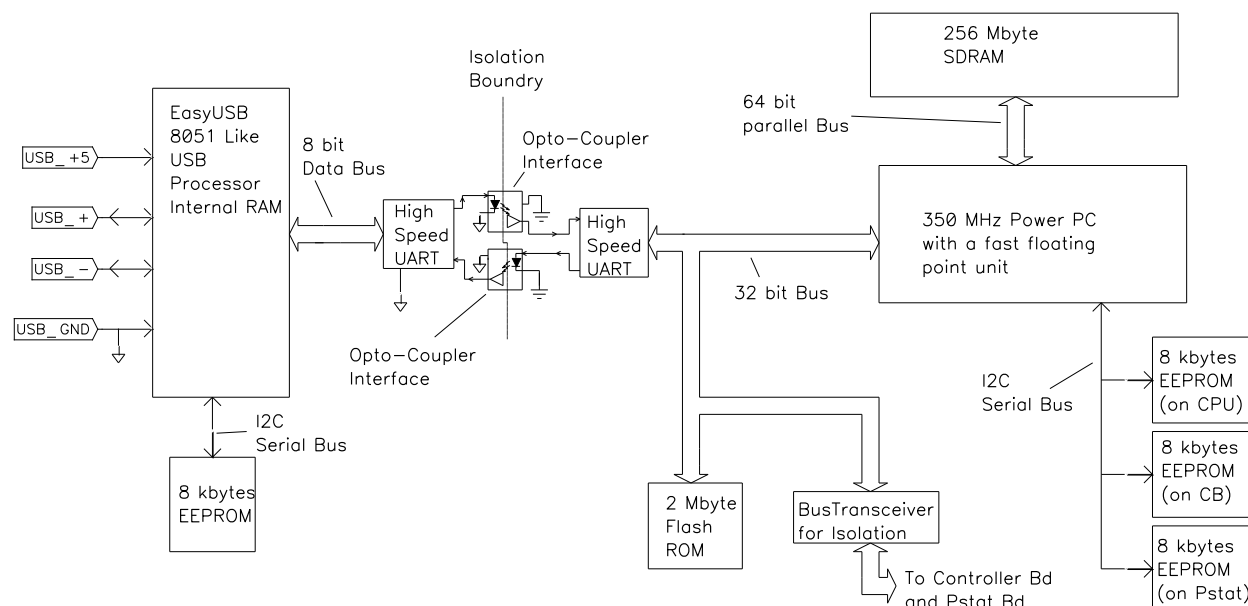 256 Mbyte
SDRAM
Isolation
Boundry
64 bit
parallel Bus
EasyUSB
8051 Like
USB
Processor
Internal RAM
8 bit
Data Bus
Opto-Coupler
Interface
USB_+5
USB_+
USB_-
USB_GND
High
Speed
UART
High
Speed
UART
350 MHz Power PC
with a fast floating
point unit
32 bit Bus
Opto-Coupler
Interface
I2C
Serial Bus
I2C
Serial Bus
8 kbytes
EEPROM
(on CPU)
8 kbytes
EEPROM
(on CB)
8 kbytes
EEPROM
(on Pstat)
8 kbytes
EEPROM
2 Mbyte
Flash
ROM
BusTransceiver
for Isolation
To Controller Bd
and Pstat Bd